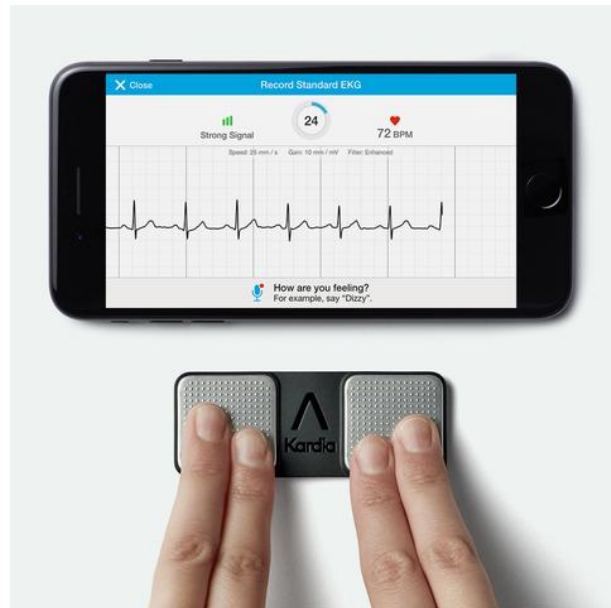 Close
Record Standard EKG
24
Strong Signal
72 BPM
Speed: 25 mm / s Gain: 10 mm / mV Filter: Enhanced
How are you feeling?
For example, say "Dizzy".
Kardia